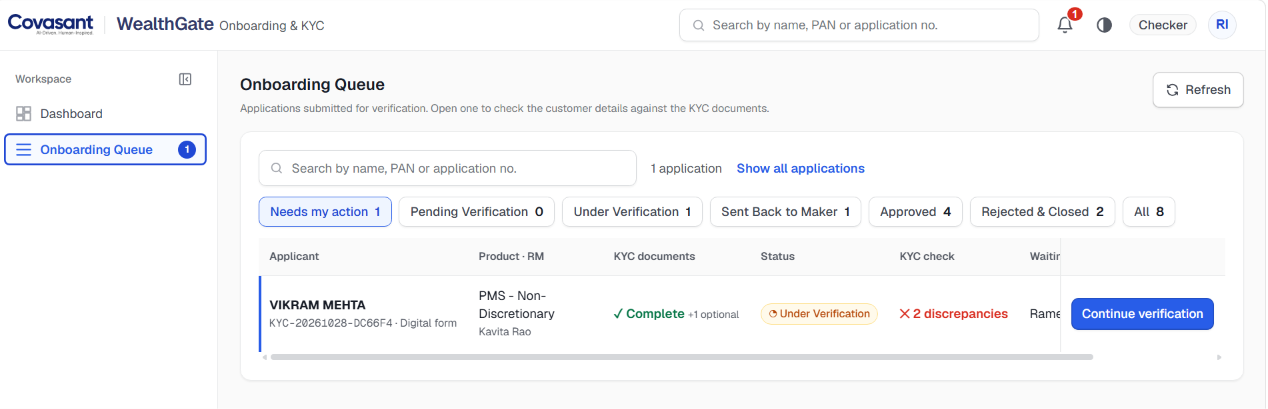 Covasant
AI Driven. Human Inspired.
WealthGate Onboarding & KYC
Search by name, PAN or application no.
1
Checker
RI
Workspace
Dashboard
Onboarding Queue 1
Onboarding Queue
Applications submitted for verification. Open one to check the customer details against the KYC documents.
Refresh
Search by name, PAN or application no.
1 application
Show all applications
Needs my action 1
Pending Verification 0
Under Verification 1
Sent Back to Maker 1
Approved 4
Rejected & Closed 2
All 8
Applicant
Product · RM
KYC documents
Status
KYC check
Waitin
VIKRAM MEHTA
KYC-20261028-DC66F4 · Digital form
PMS - Non-
Discretionary
Kavita Rao
✓ Complete +1 optional
Under Verification
✕ 2 discrepancies
Rame
Continue verification